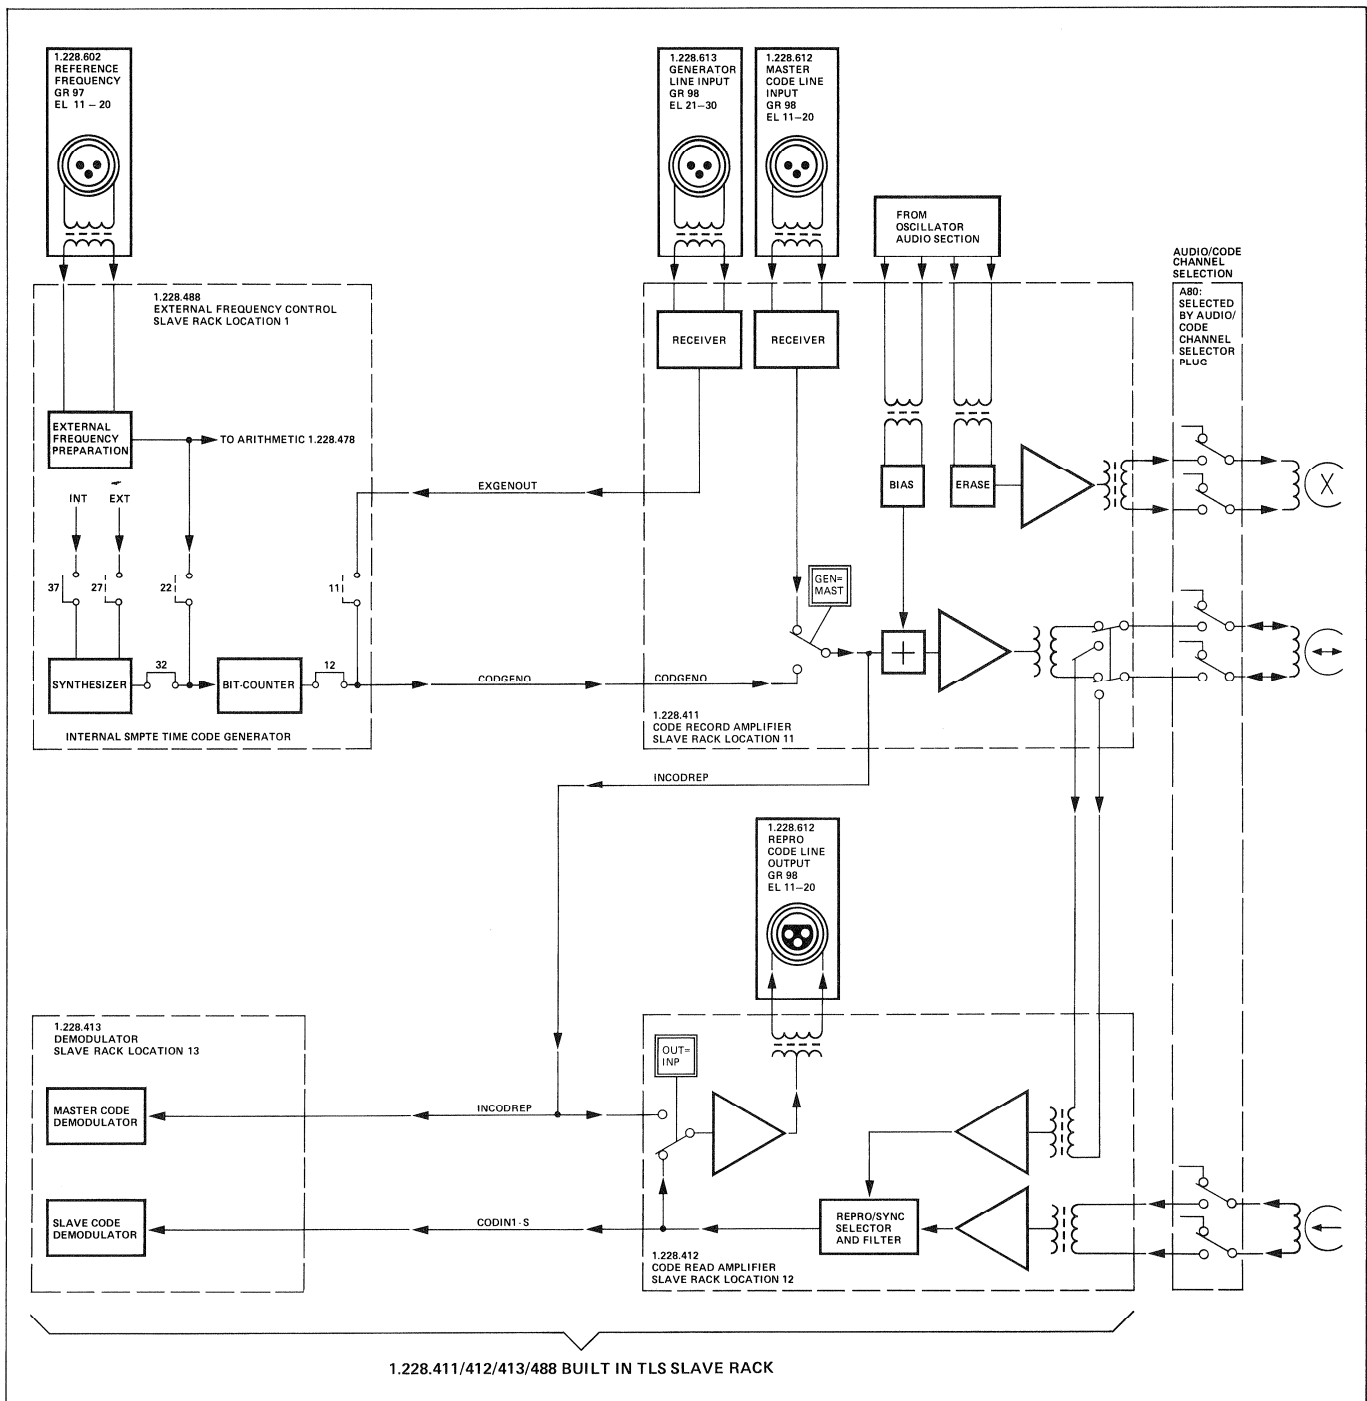 1.228.602
REFERENCE
FREQUENCY
GR 97
EL 11 – 20
1.228.613
GENERATOR
LINE INPUT
GR 98
EL 21–30
1.228.612
MASTER
CODE LINE
INPUT
GR 98
EL 11–20
FROM
OSCILLATOR
AUDIO SECTION
AUDIO/CODE
CHANNEL
SELECTION
A80:
SELECTED
BY AUDIO/
CODE
CHANNEL
SELECTOR
PLUG
1.228.488
EXTERNAL FREQUENCY CONTROL
SLAVE RACK LOCATION 1
RECEIVER
RECEIVER
EXTERNAL
FREQUENCY
PREPARATION
TO ARITHMETIC 1.228.478
INT
EXT
EXGENOUT
BIAS
ERASE
37
27
22
11
GEN=
MAST
SYNTHESIZER
32
BIT-COUNTER
12
CODGENO
CODGENO
+
INTERNAL SMPTE TIME CODE GENERATOR
1.228.411
CODE RECORD AMPLIFIER
SLAVE RACK LOCATION 11
INCODREP
1.228.612
REPRO
CODE LINE
OUTPUT
GR 98
EL 11–20
1.228.413
DEMODULATOR
SLAVE RACK LOCATION 13
OUT=
INP
MASTER CODE
DEMODULATOR
INCODREP
SLAVE CODE
DEMODULATOR
CODIN1-S
REPRO/SYNC
SELECTOR
AND FILTER
1.228.412
CODE READ AMPLIFIER
SLAVE RACK LOCATION 12
1.228.411/412/413/488 BUILT IN TLS SLAVE RACK